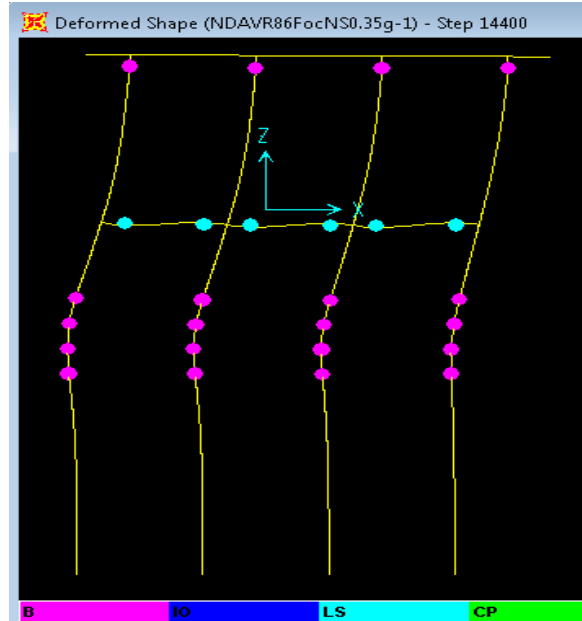 Deformed Shape (NDAVR86FocNS0.35g-1) - Step 14400
Z
X
B IO LS CP